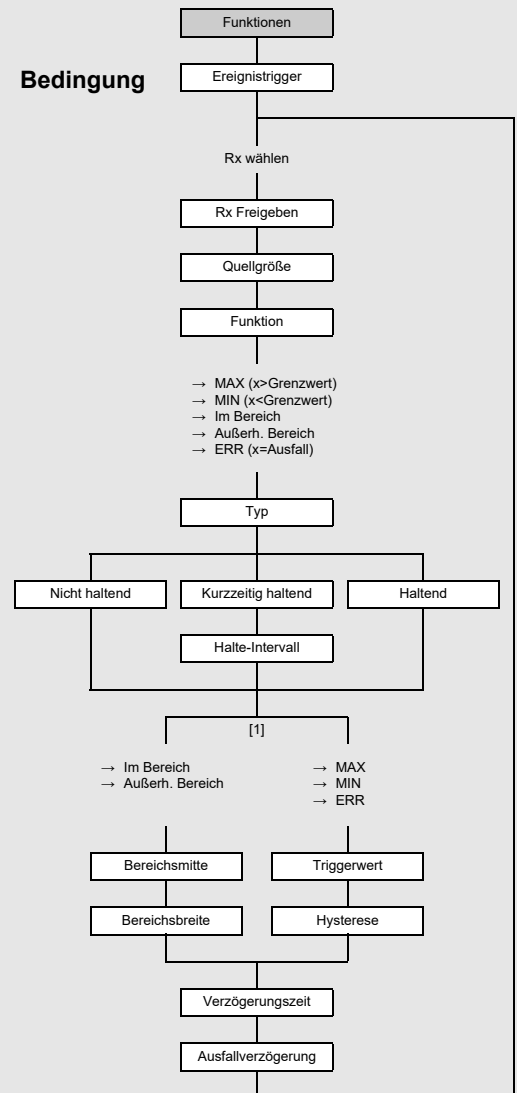 Funktionen
Bedingung
Ereignistrigger
Rx wählen
Rx Freigeben
Quellgröße
Funktion
→ MAX (x>Grenzwert)
→ MIN (x<Grenzwert)
→ Im Bereich
→ Außerh. Bereich
→ ERR (x=Ausfall)
Typ
Nicht haltend
Kurzzeitig haltend
Haltend
Halte-Intervall
[1]
→ Im Bereich
→ Außerh. Bereich
→ MAX
→ MIN
→ ERR
Bereichsmitte
Triggerwert
Bereichsbreite
Hysterese
Verzögerungszeit
Ausfallverzögerung